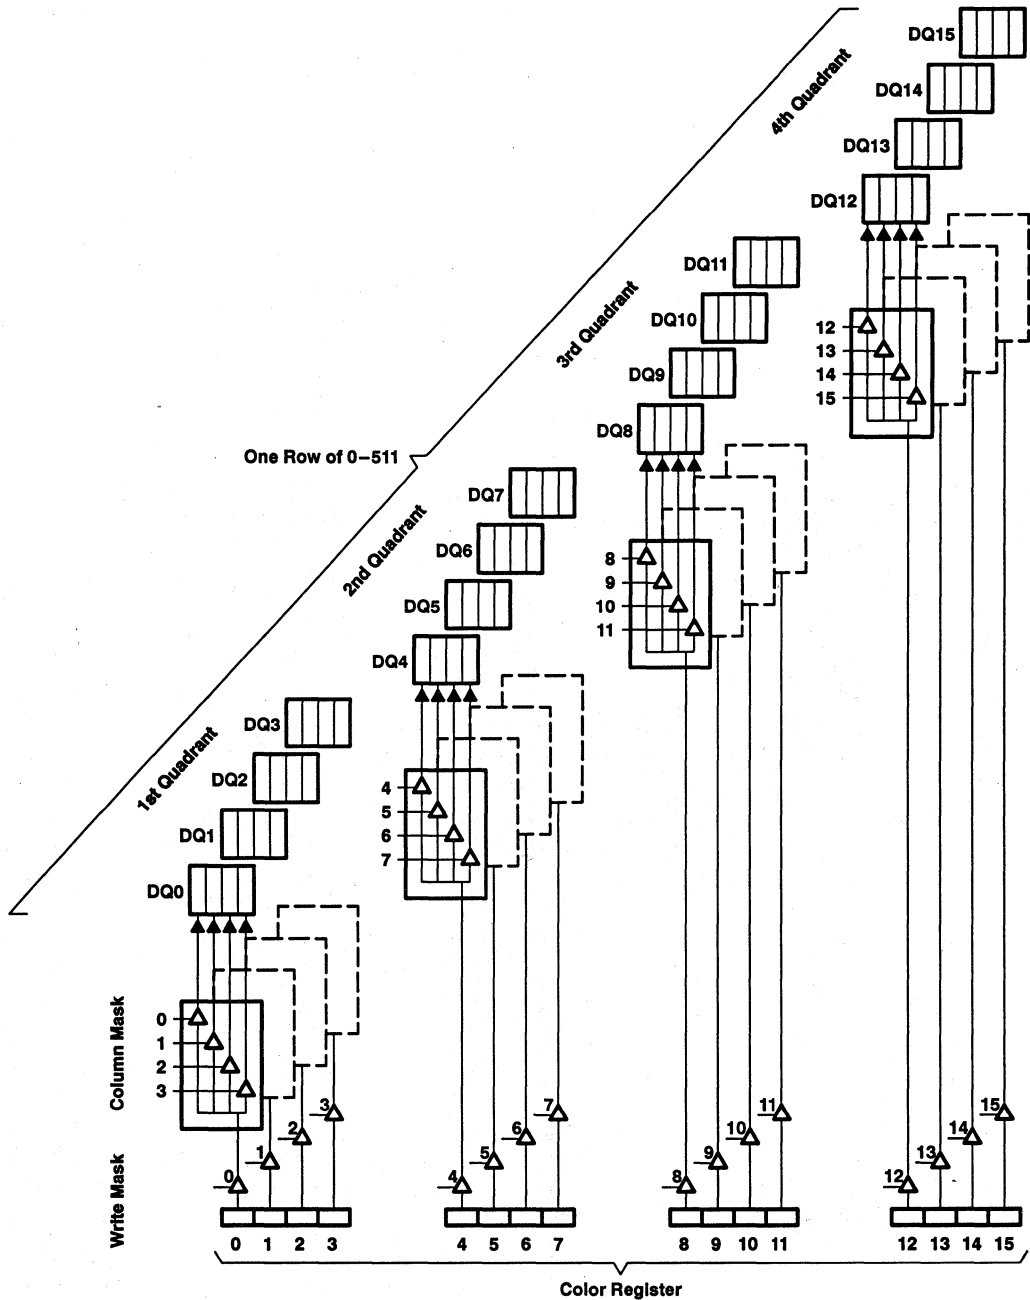 DQ15
DQ14
DQ13
DQ12
4th Quadrant
12
13
14
15
DQ11
DQ10
DQ9
DQ8
3rd Quadrant
8
9
10
11
One Row of 0–511
DQ7
DQ6
DQ5
DQ4
2nd Quadrant
4
5
6
7
DQ3
DQ2
DQ1
DQ0
1st Quadrant
Column Mask
0
1
2
3
Write Mask
0 1 2 3 4 5 6 7 8 9 10 11 12 13 14 15
0 1 2 3 4 5 6 7 8 9 10 11 12 13 14 15
Color Register